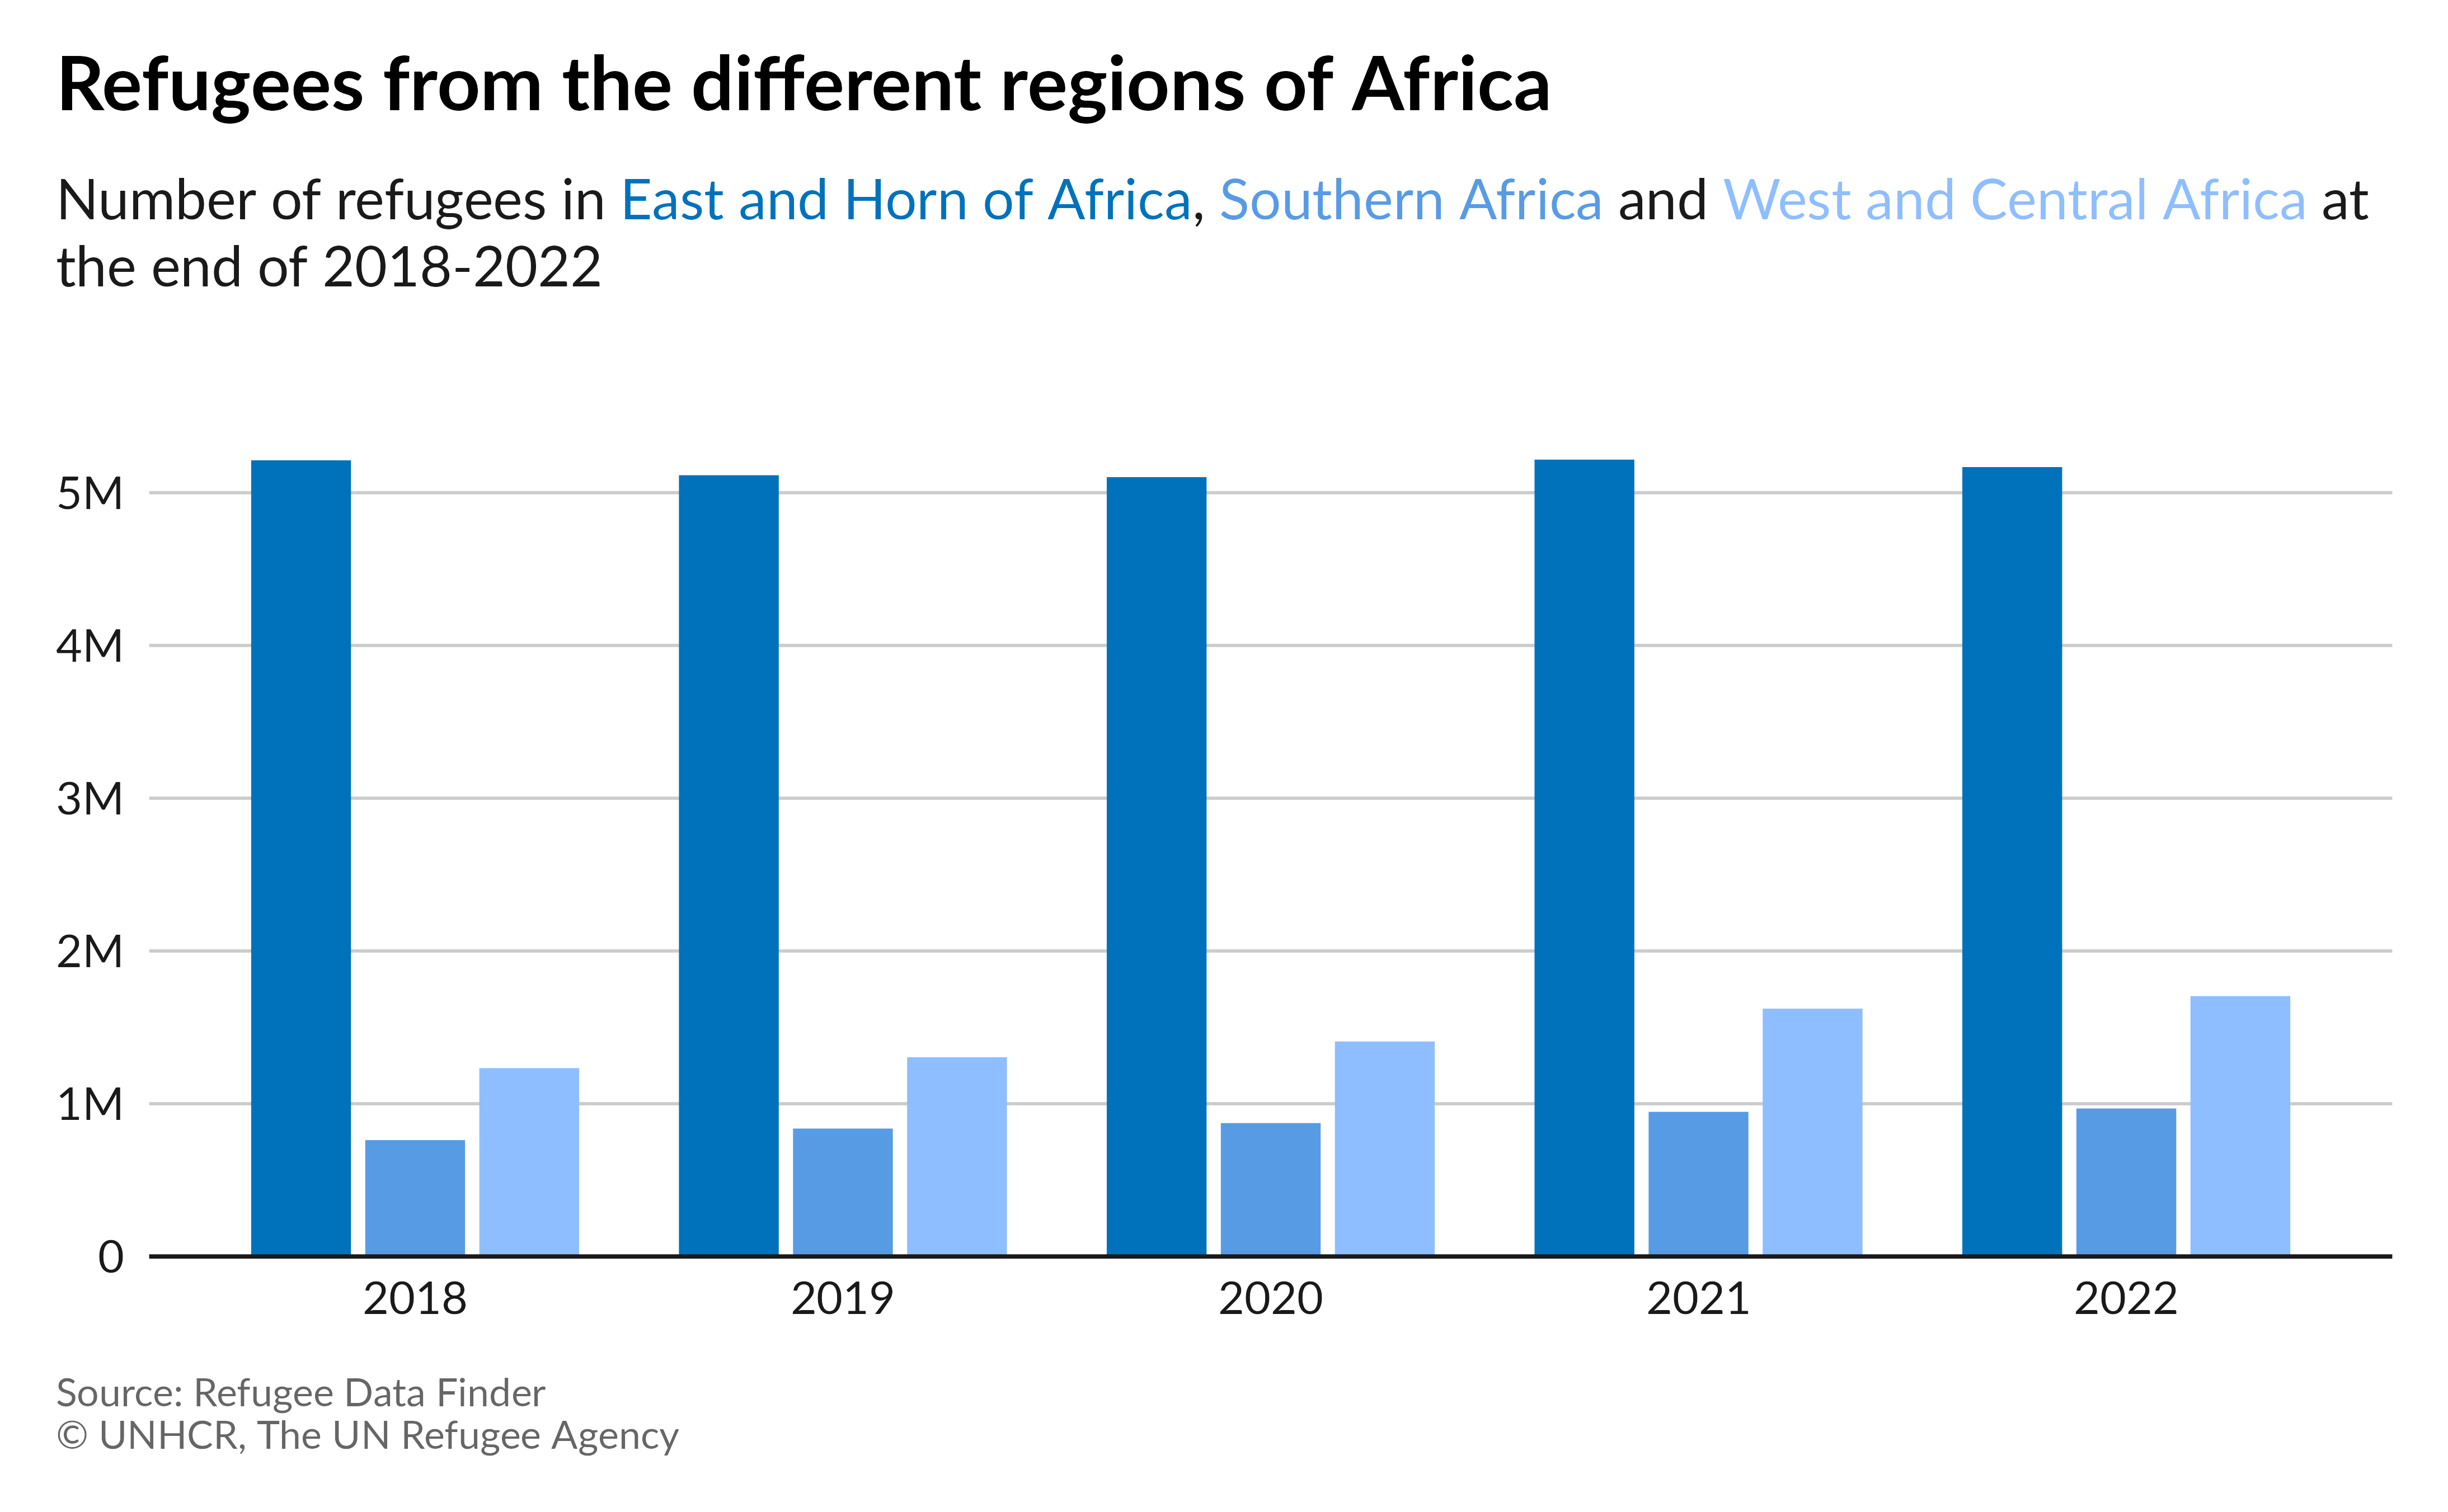 Refugees from the different regions of Africa
Number of refugees in East and Horn of Africa, Southern Africa and West and Central Africa at
the end of 2018-2022
5M
4M
3M
2M
1M
0
2018 2019 2020 2021 2022
Source: Refugee Data Finder
© UNHCR, The UN Refugee Agency